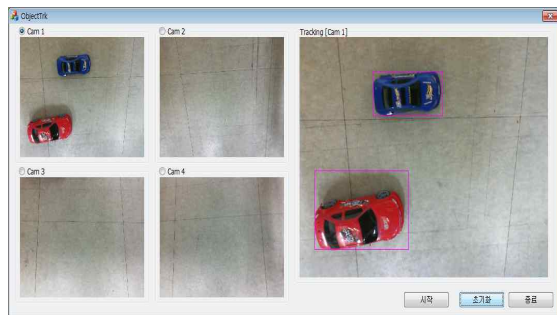 ObjectTrk
Cam 1
Cam 2
Tracking [Cam 1]
Cam 3
Cam 4
시작
초기화
종료